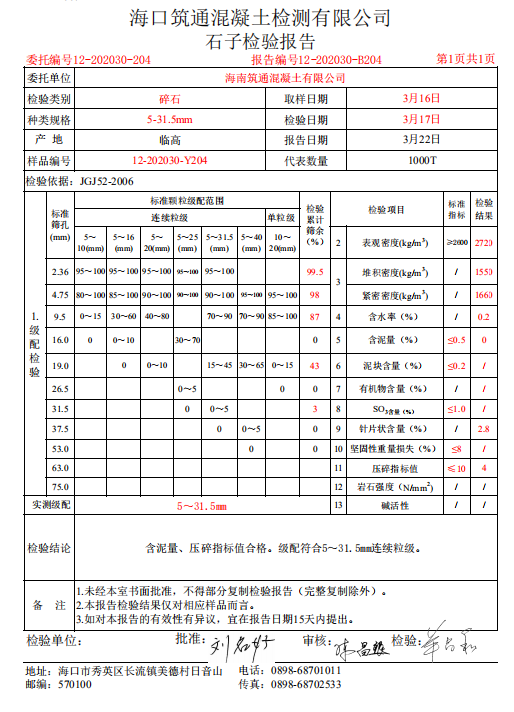 海口筑通混凝土检测有限公司
石子检验报告
委托编号12-202030-204 报告编号12-202030-B204 第1页共1页
委托单位 海南筑通混凝土有限公司
检验类别 碎石 取样日期 3月16日
种类规格 5-31.5mm 检验日期 3月17日
产 地 临高 报告日期 3月22日
样品编号 12-202030-Y204 代表数量 1000T
检验依据：JGJ52-2006
1.级配检验
标准筛孔(mm) 标准颗粒级配范围 检验累计筛余(%) 检验项目 标准指标 检验结果
连续粒级 单粒级
5～10(mm) 5～16(mm) 5～20(mm) 5～25(mm) 5～31.5(mm) 5～40(mm) 10～20(mm) 2 表观密度(kg/m³) ≥2600 2720
2.36 95～100 95～100 95～100 95～100 95～100 99.5 3 堆积密度(kg/m³) / 1550
4.75 80～100 85～100 90～100 90～100 90～100 95～100 95～100 98 紧密密度(kg/m³) / 1660
9.5 0～15 30～60 40～80 70～90 70～90 85～100 87 4 含水率(%) / 0.2
16.0 0 0～10 30～70 0 5 含泥量(%) ≤0.5 0
19.0 0 0～10 15～45 30～65 0～15 43 6 泥块含量(%) ≤0.2 /
26.5 0～5 0 0 7 有机物含量(%) / /
31.5 0 0～5 3 8 SO3含量(%) ≤1.0 /
37.5 0 0～5 0 9 针片状含量(%) / 2.8
53.0 0 0 10 坚固性重量损失(%) ≤8 /
63.0 11 压碎指标值 ≤10 4
75.0 12 岩石强度(N/mm²) / /
实测级配 5～31.5mm 13 碱活性 / /
检验结论 含泥量、压碎指标值合格。级配符合5～31.5mm连续粒级。
备 注 1.未经本室书面批准，不得部分复制检验报告（完整复制除外）。
2.本报告检验结果仅对相应样品而言。
3.如对本报告的有效性有异议，宜在报告日期15天内提出。
检验单位： 批准： 审核： 检验：
地址：海口市秀英区长流镇美德村日音山 电话：0898-68701011
邮编：570100 传真：0898-68702533